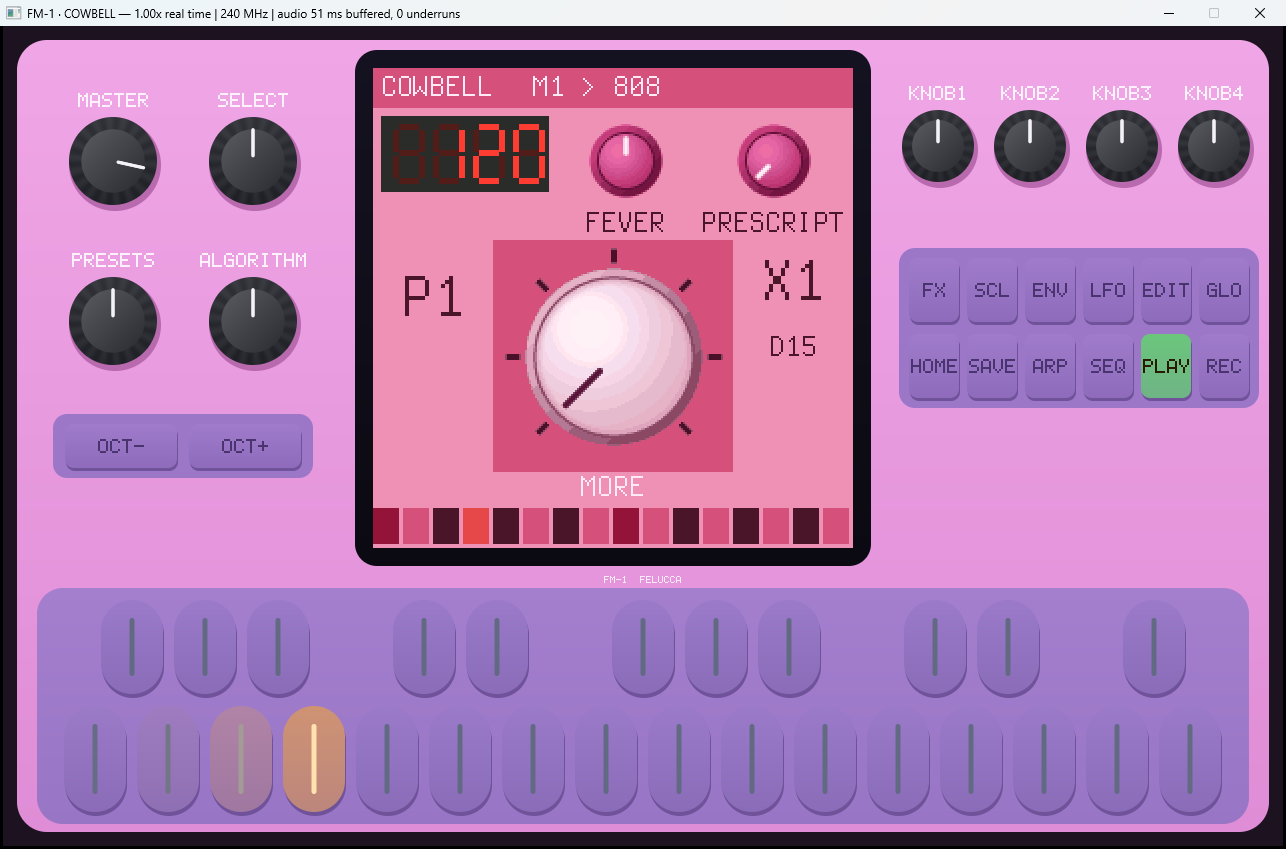 FM-1 · COWBELL — 1.00x real time | 240 MHz | audio 51 ms buffered, 0 underruns
MASTER SELECT
COWBELL M1 > 808
KNOB1 KNOB2 KNOB3 KNOB4
120
FEVER PRESCRIPT
PRESETS ALGORITHM
P1 X1
D15
FX SCL ENV LFO EDIT GLO
HOME SAVE ARP SEQ PLAY REC
OCT- OCT+
MORE
FM-1 FELUCCA